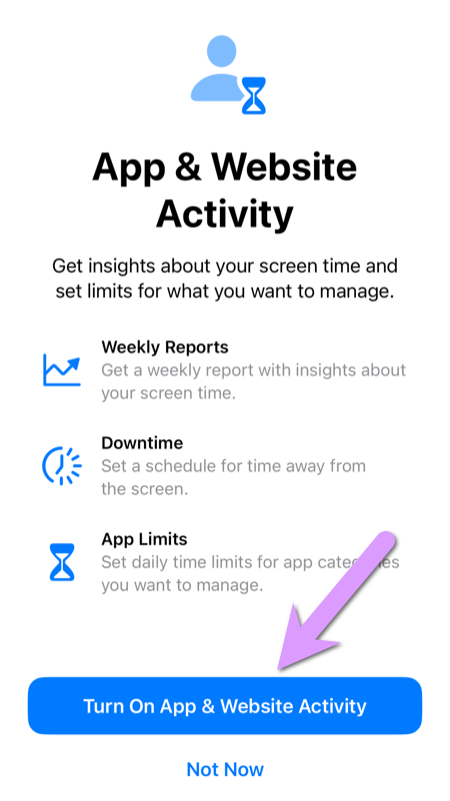 App & Website
Activity
Get insights about your screen time and
set limits for what you want to manage.
Weekly Reports
Get a weekly report with insights about
your screen time.
Downtime
Set a schedule for time away from
the screen.
App Limits
Set daily time limits for app categories
you want to manage.
Turn On App & Website Activity
Not Now